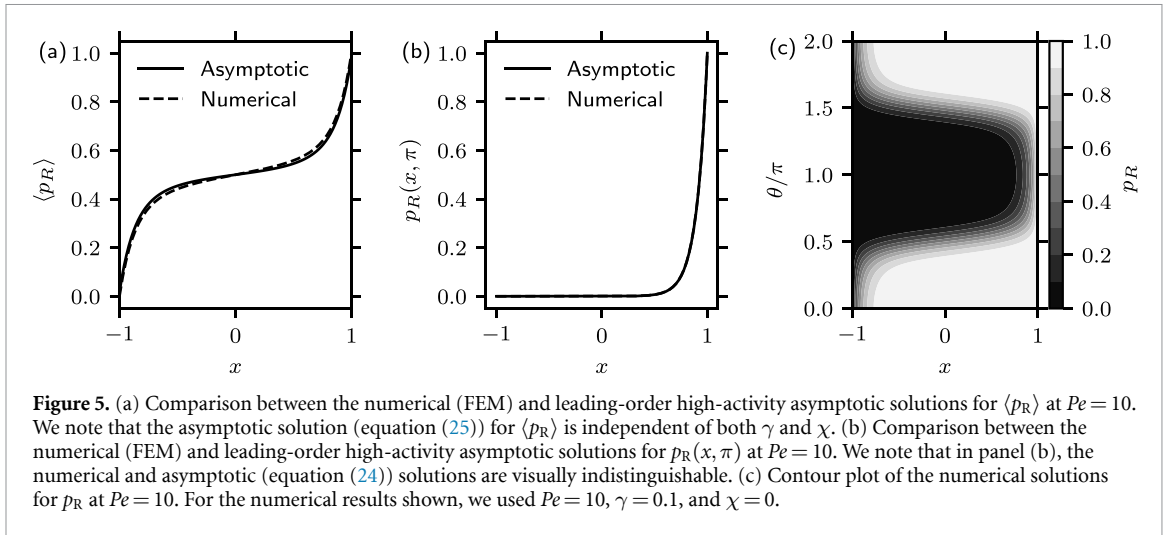 (a)
1.0
0.8
0.6
0.4
0.2
0.0
⟨p_R⟩
Asymptotic
Numerical
−1
0
1
x
(b)
1.0
0.8
0.6
0.4
0.2
0.0
p_R(x, π)
Asymptotic
Numerical
−1
0
1
x
(c)
2.0
1.5
1.0
0.5
0.0
θ/π
−1
0
1
x
1.0
0.8
0.6
0.4
0.2
0.0
p_R
Figure 5. (a) Comparison between the numerical (FEM) and leading-order high-activity asymptotic solutions for ⟨p_R⟩ at Pe = 10.
We note that the asymptotic solution (equation (25)) for ⟨p_R⟩ is independent of both γ and χ. (b) Comparison between the
numerical (FEM) and leading-order high-activity asymptotic solutions for p_R(x, π) at Pe = 10. We note that in panel (b), the
numerical and asymptotic (equation (24)) solutions are visually indistinguishable. (c) Contour plot of the numerical solutions
for p_R at Pe = 10. For the numerical results shown, we used Pe = 10, γ = 0.1, and χ = 0.